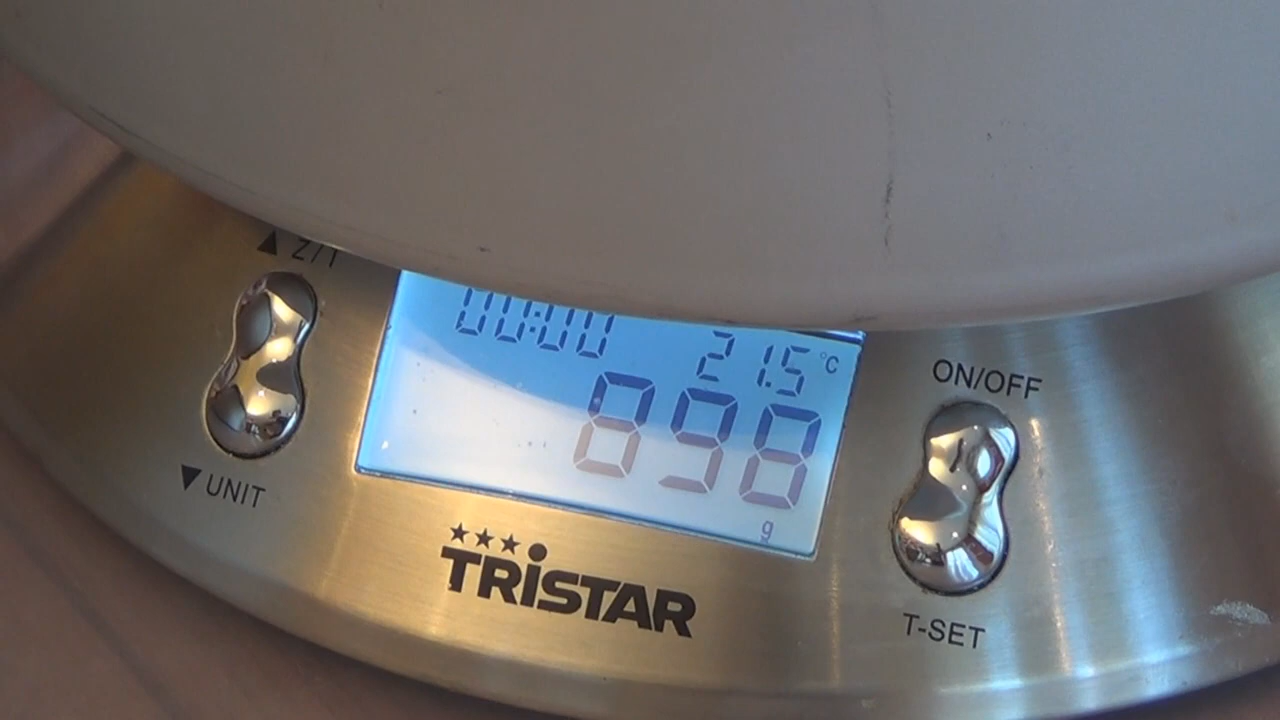 ▲ Z/T
00:00 21.5 °C
898
g
▼ UNIT
TRiSTAR
ON/OFF
T-SET